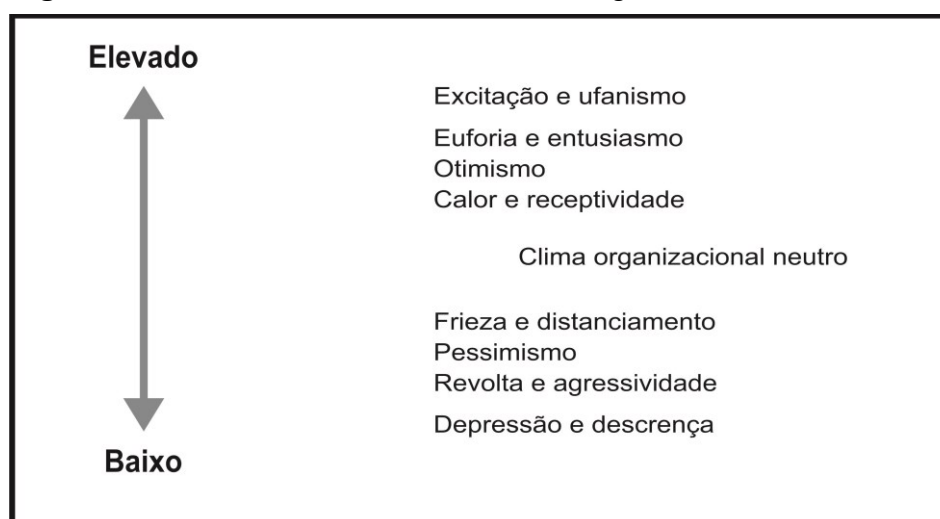 Elevado
Excitação e ufanismo
Euforia e entusiasmo
Otimismo
Calor e receptividade
Clima organizacional neutro
Frieza e distanciamento
Pessimismo
Revolta e agressividade
Depressão e descrença
Baixo